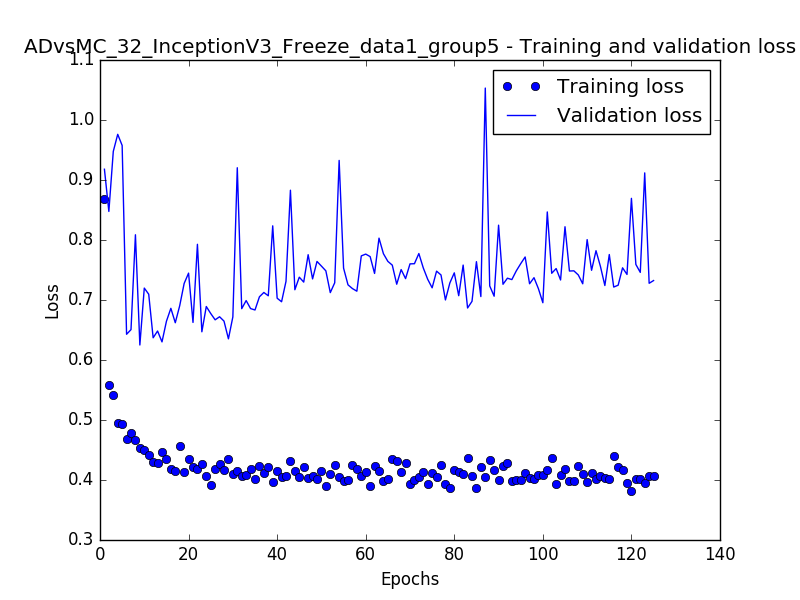 ADvsMC_32_InceptionV3_Freeze_data1_group5 - Training and validation loss
1.1
1.0
0.9
0.8
0.7
0.6
0.5
0.4
0.3
Loss
Training loss
Validation loss
0 20 40 60 80 100 120 140
Epochs